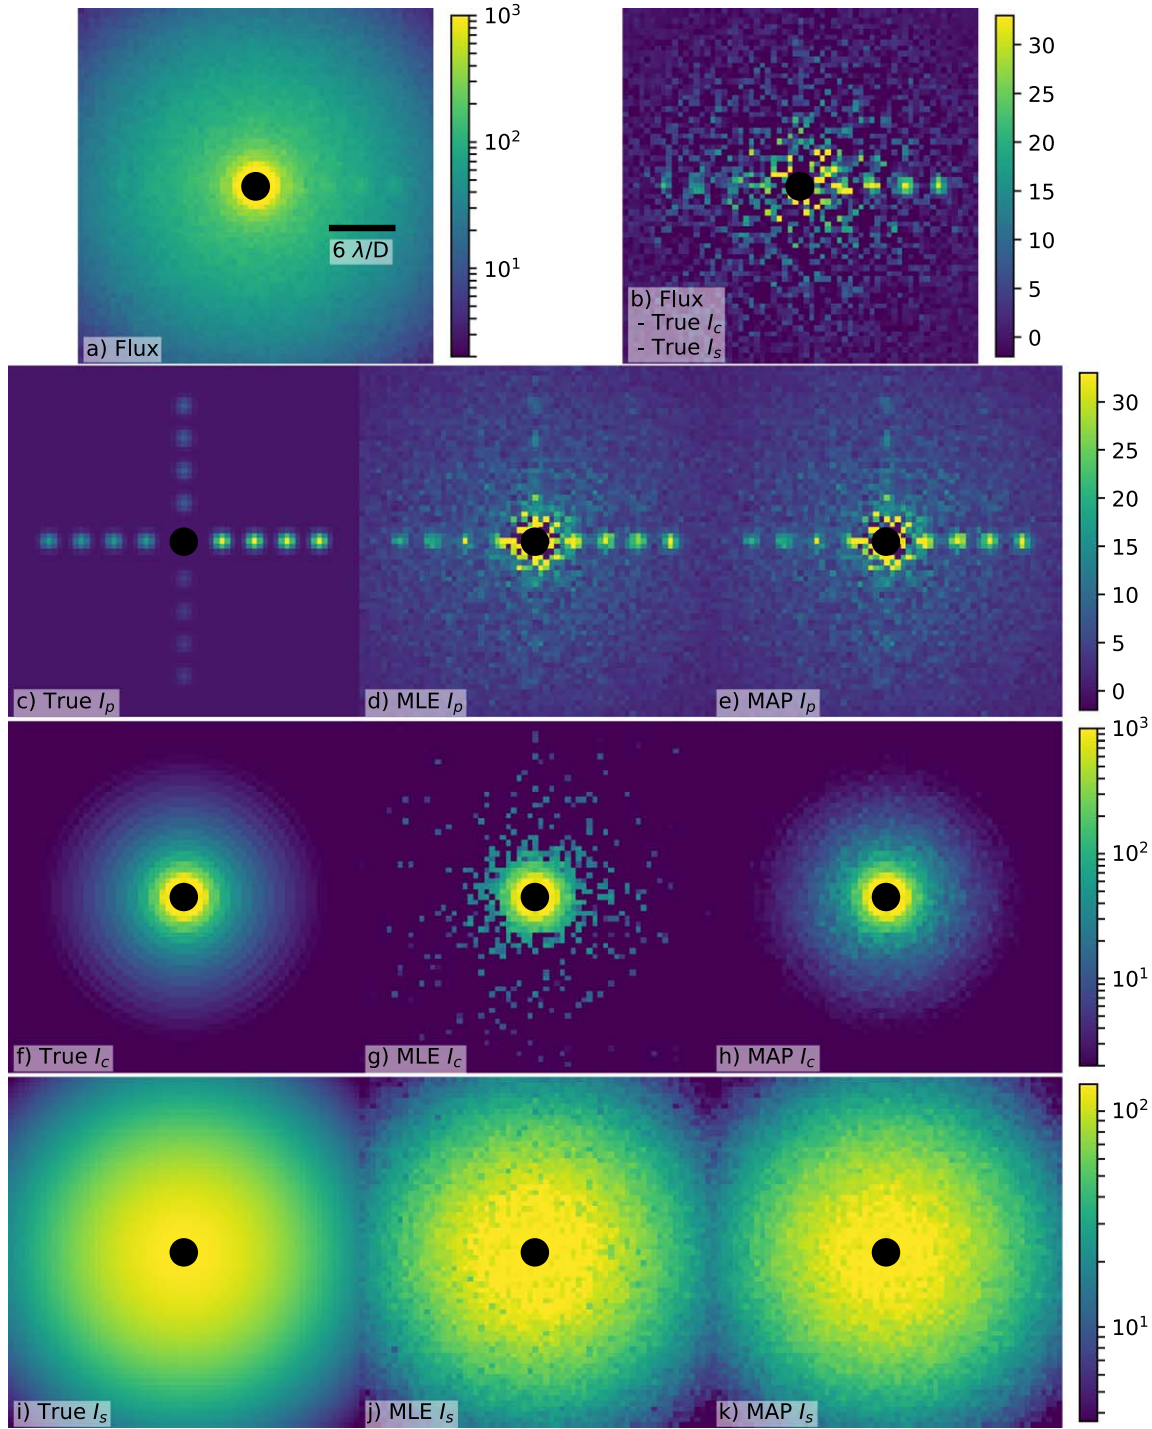 10³
10²
10¹
6 λ/D
a) Flux
30
25
20
15
10
5
0
b) Flux
- True I_c
- True I_s
30
25
20
15
10
5
0
c) True I_p
d) MLE I_p
e) MAP I_p
10³
10²
10¹
f) True I_c
g) MLE I_c
h) MAP I_c
10²
10¹
i) True I_s
j) MLE I_s
k) MAP I_s